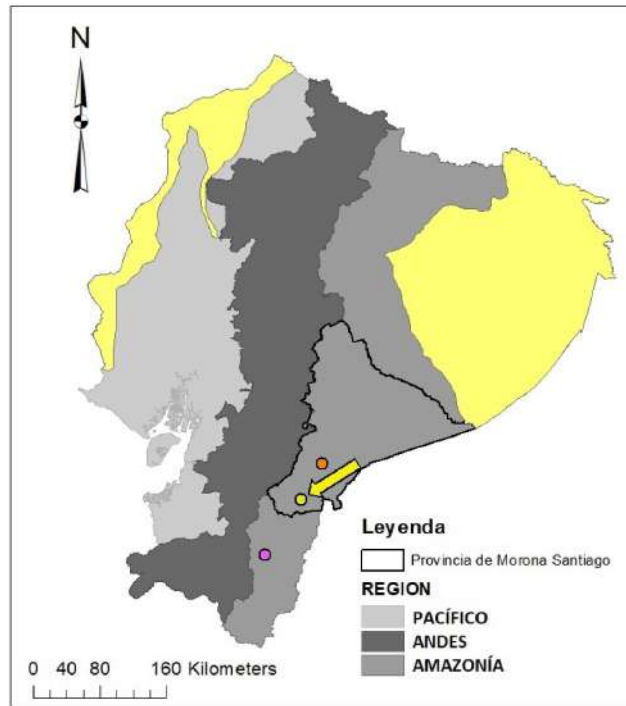 N
Leyenda
Provincia de Morona Santiago
REGION
PACÍFICO
ANDES
AMAZONÍA
0 40 80 160 Kilometers